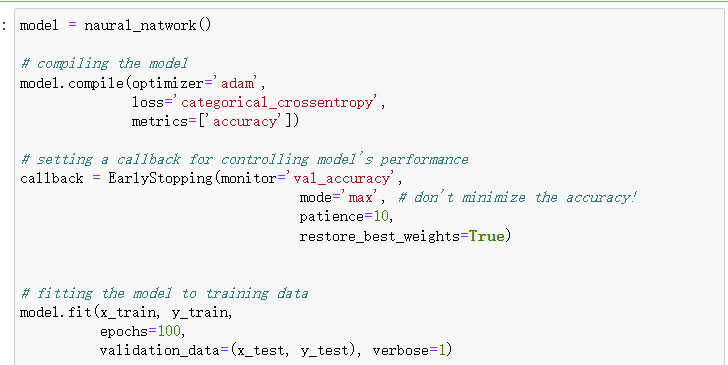 : model = naural_natwork()
# compiling the model
model.compile(optimizer='adam',
loss='categorical_crossentropy',
metrics=['accuracy'])
# setting a callback for controlling model's performance
callback = EarlyStopping(monitor='val_accuracy',
mode='max', # don't minimize the accuracy!
patience=10,
restore_best_weights=True)
# fitting the model to training data
model.fit(x_train, y_train,
epochs=100,
validation_data=(x_test, y_test), verbose=1)